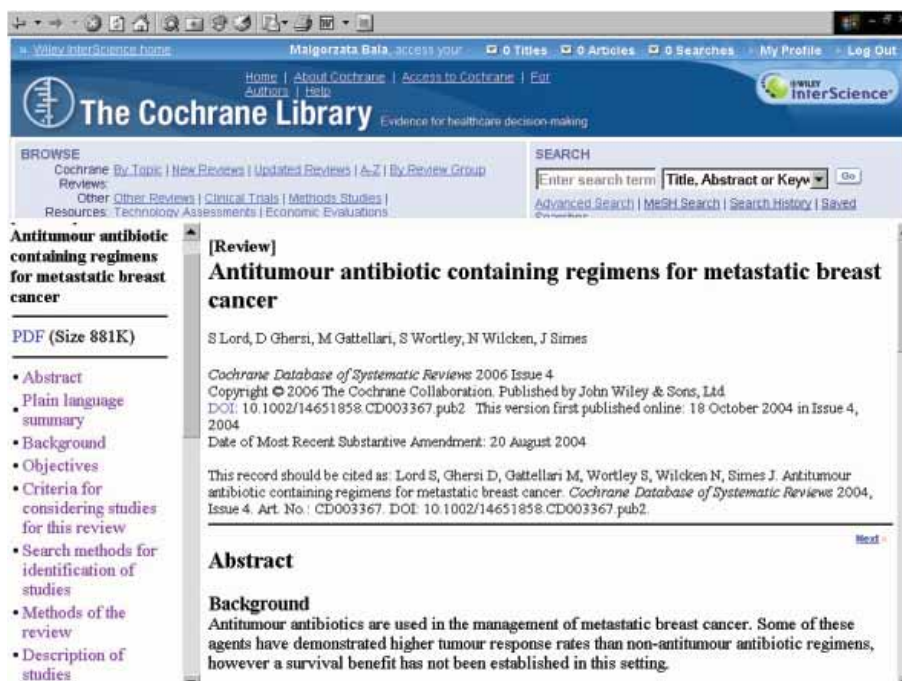 » Wiley InterScience home
Malgorzata Bala, access your
0 Titles 0 Articles 0 Searches My Profile Log Out
Home | About Cochrane | Access to Cochrane | For
Authors | Help
The Cochrane Library
Evidence for healthcare decision-making
WILEY
InterScience®
BROWSE
Cochrane By Topic | New Reviews | Updated Reviews | A-Z | By Review Group
Reviews:
Other Other Reviews | Clinical Trials | Methods Studies |
Resources: Technology Assessments | Economic Evaluations
SEARCH
Enter search term Title, Abstract or Keyw Go
Advanced Search | MeSH Search | Search History | Saved
Searches
Antitumour antibiotic
containing regimens
for metastatic breast
cancer
PDF (Size 881K)
• Abstract
• Plain language
summary
• Background
• Objectives
• Criteria for
considering studies
for this review
• Search methods for
identification of
studies
• Methods of the
review
• Description of
studies
[Review]
Antitumour antibiotic containing regimens for metastatic breast
cancer
S Lord, D Ghersi, M Gattellari, S Wortley, N Wilcken, J Simes
Cochrane Database of Systematic Reviews 2006 Issue 4
Copyright © 2006 The Cochrane Collaboration. Published by John Wiley & Sons, Ltd
DOI: 10.1002/14651858.CD003367.pub2 This version first published online: 18 October 2004 in Issue 4,
2004
Date of Most Recent Substantive Amendment: 20 August 2004
This record should be cited as: Lord S, Ghersi D, Gattellari M, Wortley S, Wilcken N, Simes J. Antitumour
antibiotic containing regimens for metastatic breast cancer. Cochrane Database of Systematic Reviews 2004,
Issue 4. Art. No.: CD003367. DOI: 10.1002/14651858.CD003367.pub2.
Next
Abstract
Background
Antitumour antibiotics are used in the management of metastatic breast cancer. Some of these
agents have demonstrated higher tumour response rates than non-antitumour antibiotic regimens,
however a survival benefit has not been established in this setting.